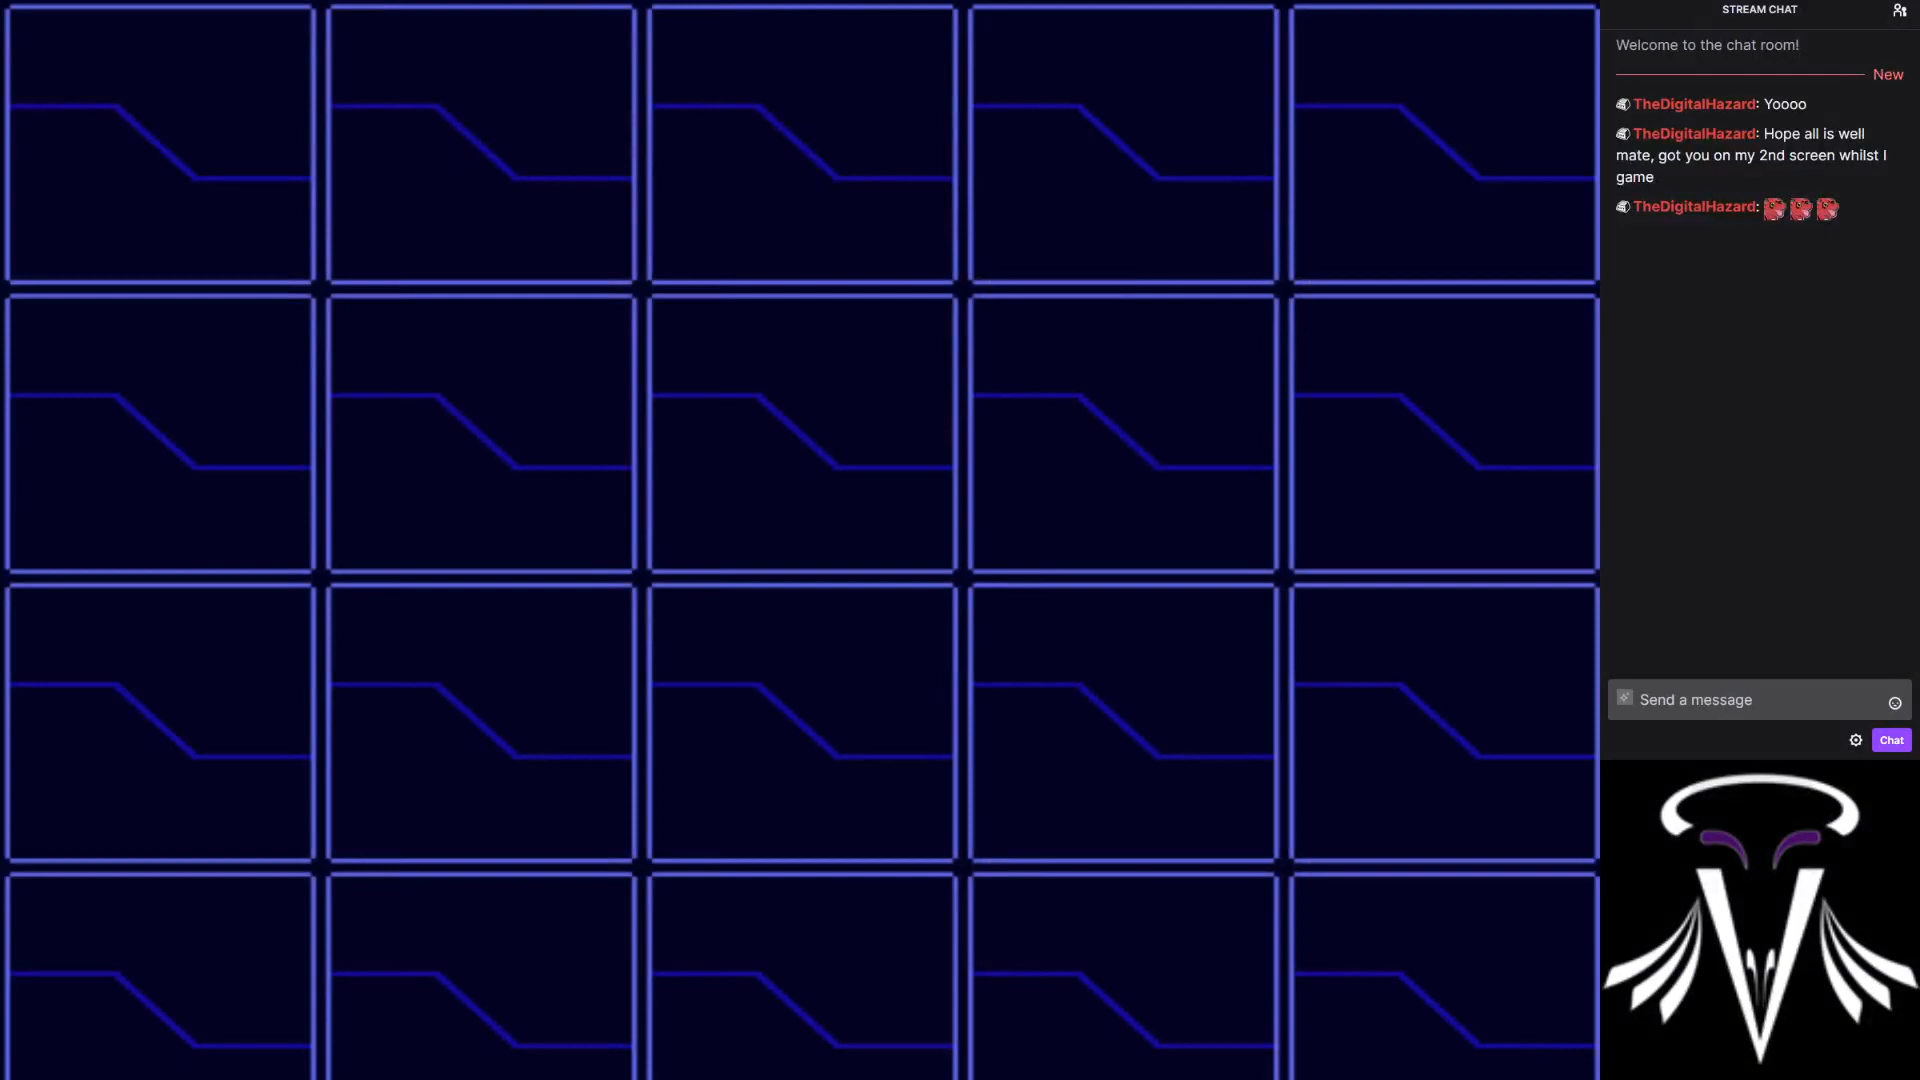 STREAM CHAT
Welcome to the chat room!
New
TheDigitalHazard: Yoooo
TheDigitalHazard: Hope all is well
mate, got you on my 2nd screen whilst I
game
TheDigitalHazard:
Send a message
Chat